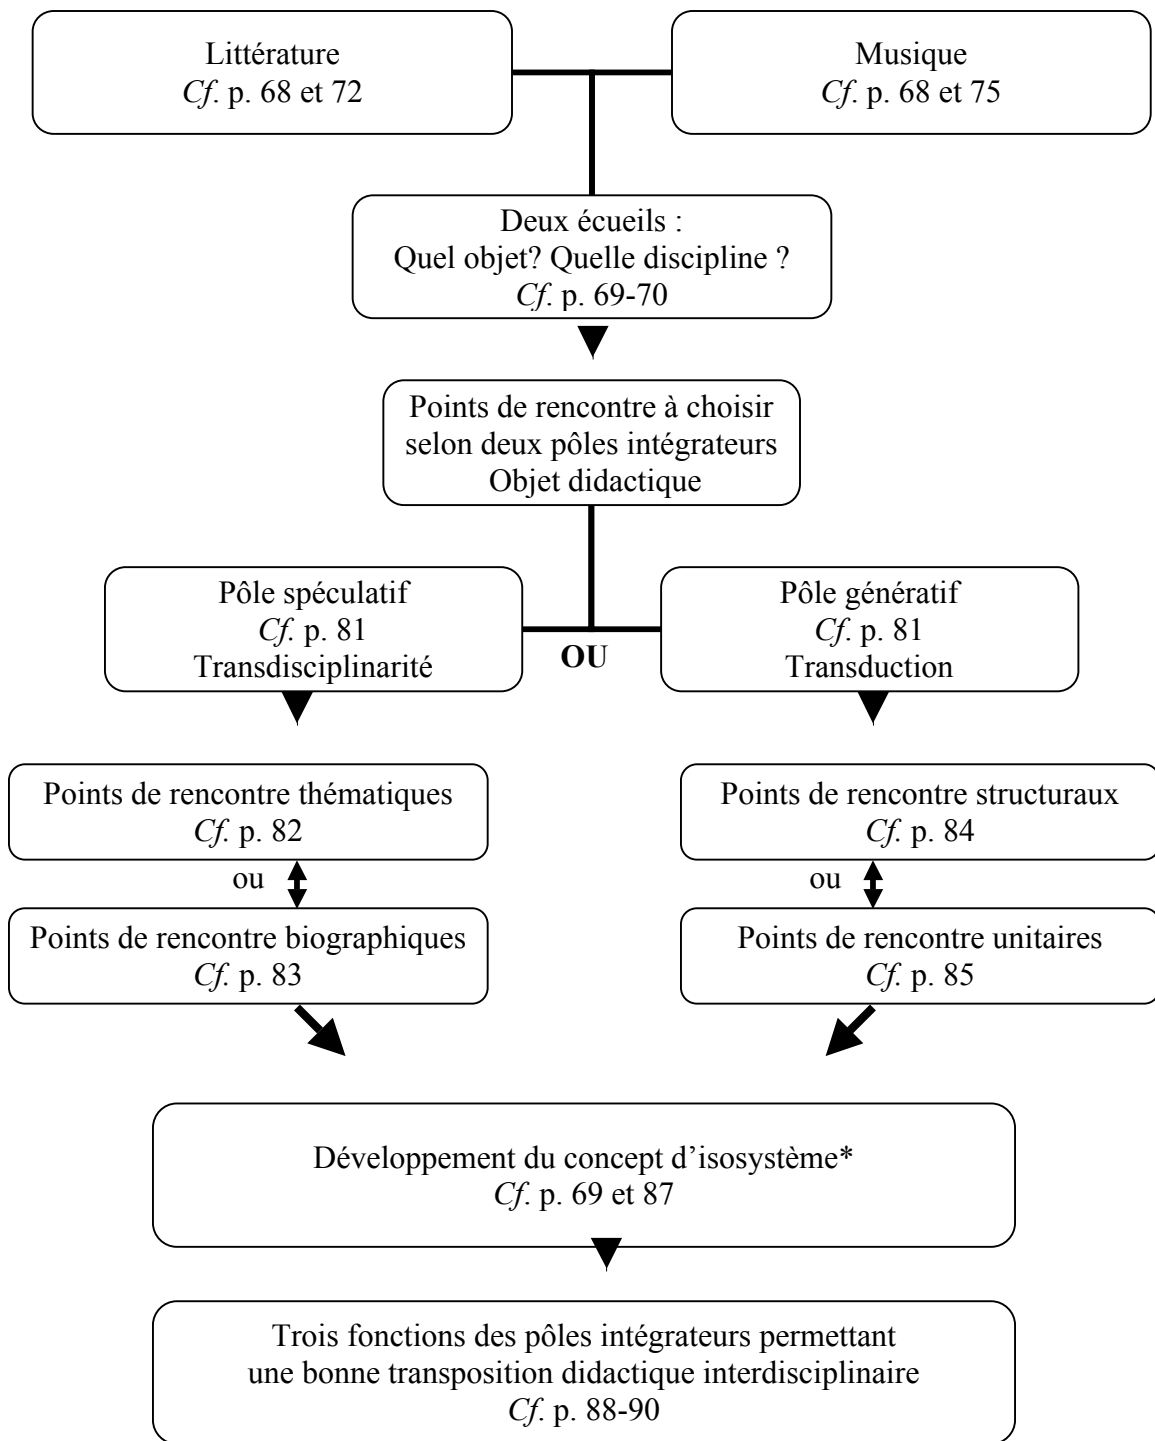 Littérature
Cf. p. 68 et 72
Musique
Cf. p. 68 et 75
Deux écueils :
Quel objet? Quelle discipline ?
Cf. p. 69-70
Points de rencontre à choisir
selon deux pôles intégrateurs
Objet didactique
Pôle spéculatif
Cf. p. 81
Transdisciplinarité
OU
Pôle génératif
Cf. p. 81
Transduction
Points de rencontre thématiques
Cf. p. 82
ou
Points de rencontre biographiques
Cf. p. 83
Points de rencontre structuraux
Cf. p. 84
ou
Points de rencontre unitaires
Cf. p. 85
Développement du concept d’isosystème*
Cf. p. 69 et 87
Trois fonctions des pôles intégrateurs permettant
une bonne transposition didactique interdisciplinaire
Cf. p. 88-90